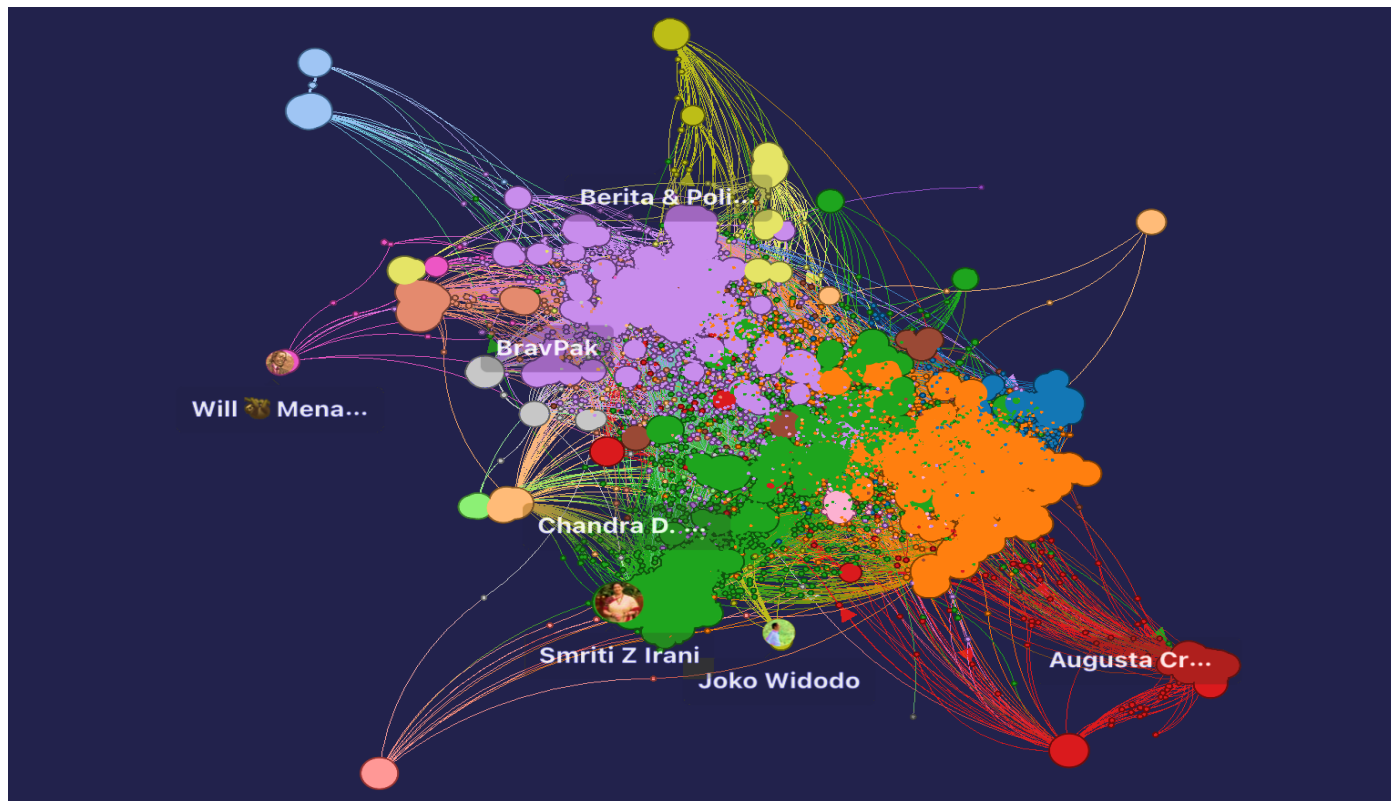 Berita & Poli...
BravPak
Will 🦥 Mena...
Chandra D. ...
Smriti Z Irani
Augusta Cr...
Joko Widodo